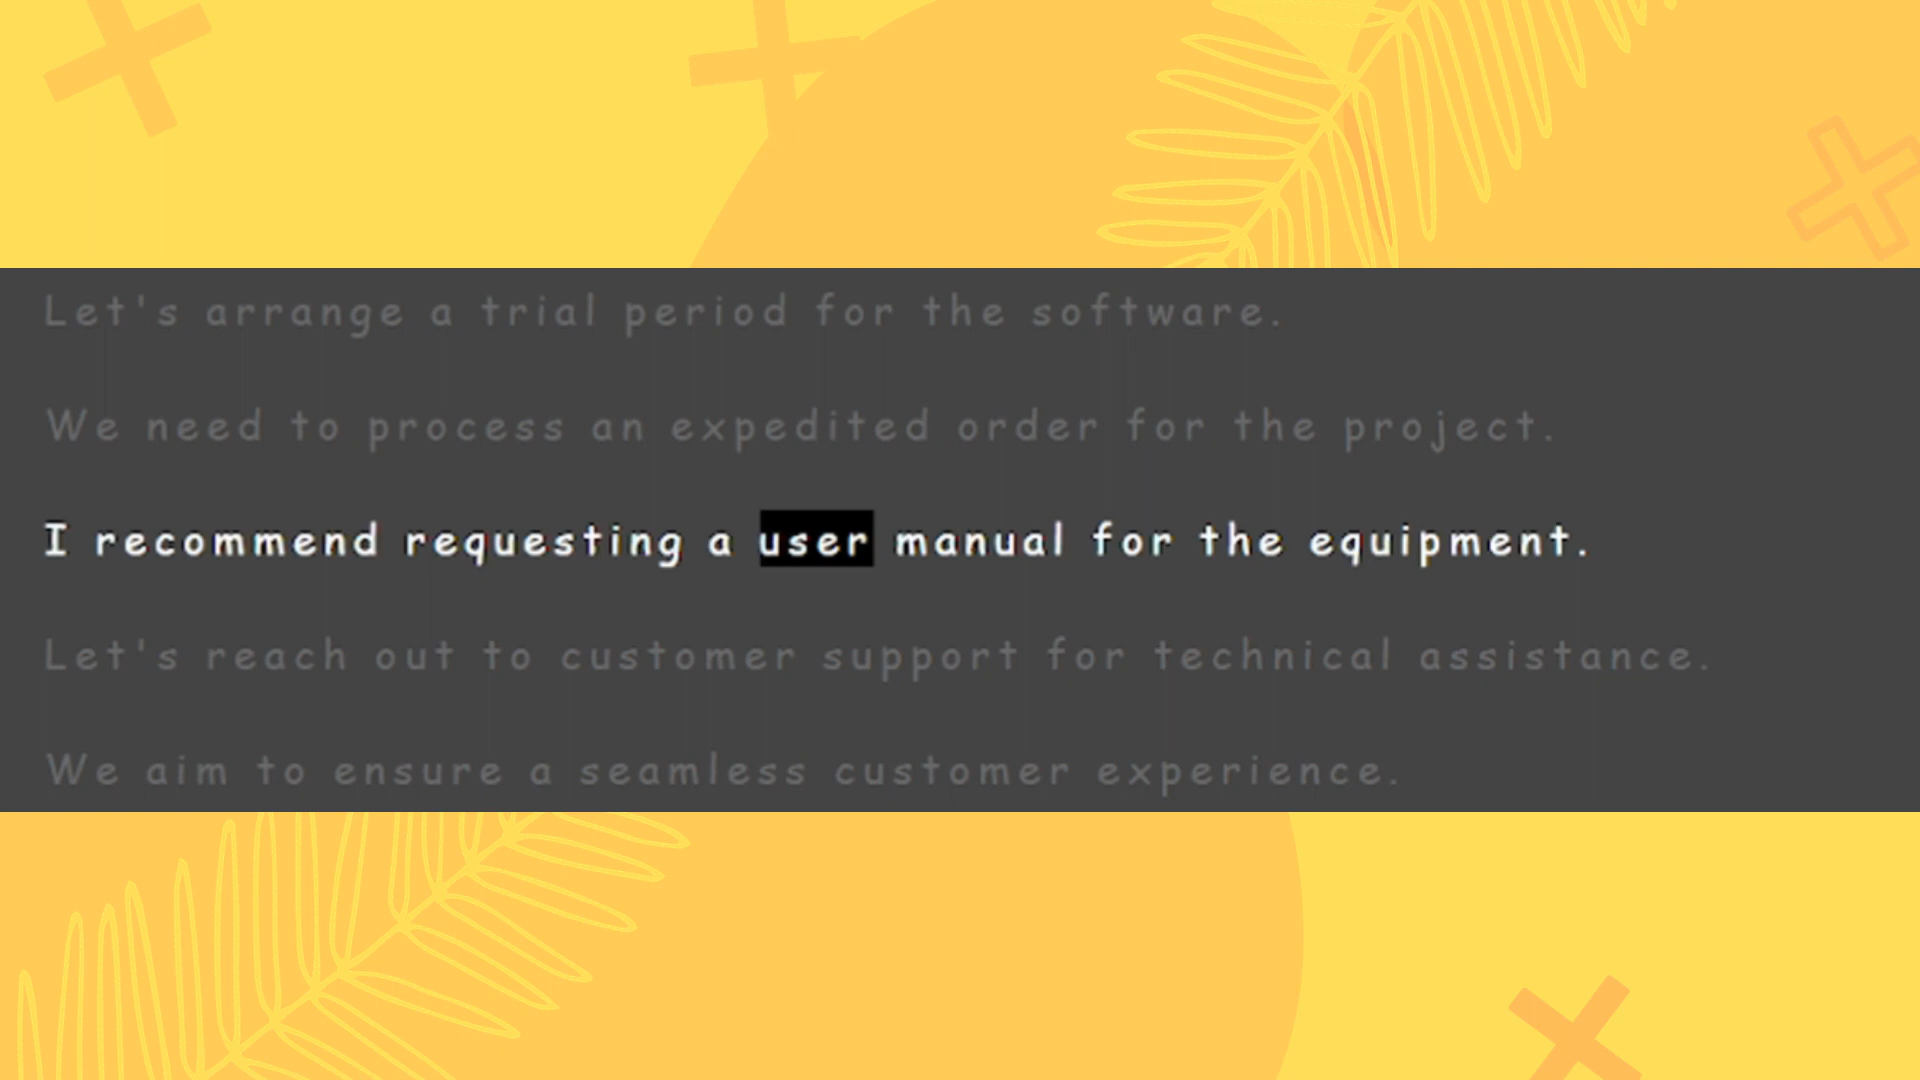 Let's arrange a trial period for the software.
We need to process an expedited order for the project.
I recommend requesting a user manual for the equipment.
Let's reach out to customer support for technical assistance.
We aim to ensure a seamless customer experience.